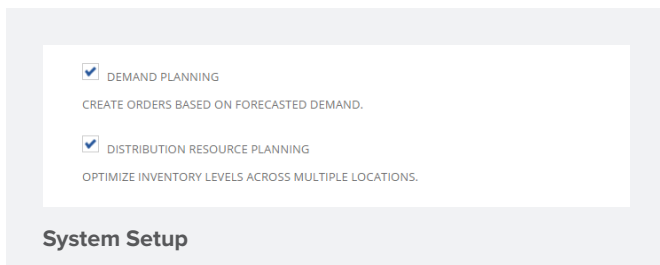 DEMAND PLANNING
CREATE ORDERS BASED ON FORECASTED DEMAND.
DISTRIBUTION RESOURCE PLANNING
OPTIMIZE INVENTORY LEVELS ACROSS MULTIPLE LOCATIONS.
System Setup